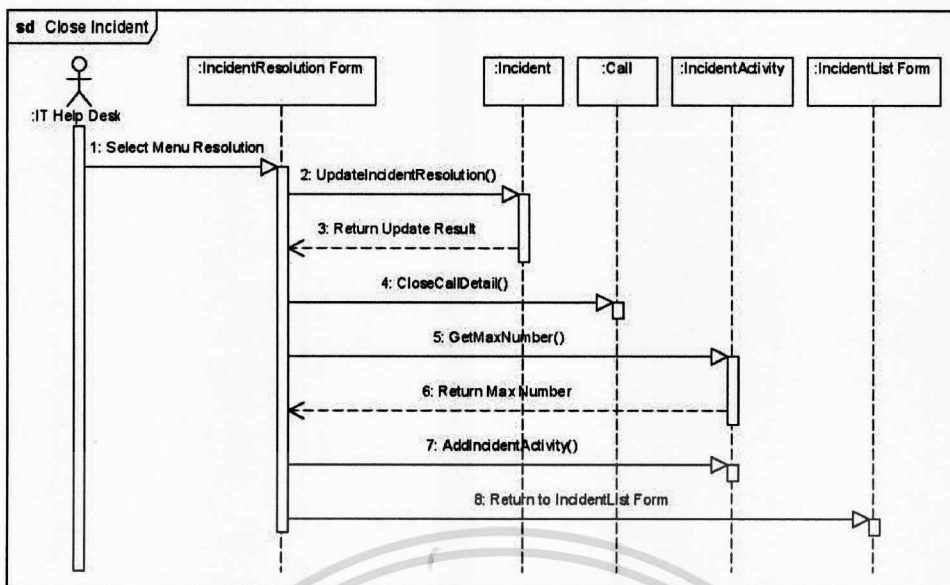 sd Close Incident
:IncidentResolution Form
:Incident
:Call
:IncidentActivity
:IncidentList Form
:IT Help Desk
1: Select Menu Resolution
2: UpdateIncidentResolution()
3: Return Update Result
4: CloseCallDetail()
5: GetMaxNumber()
6: Return Max Number
7: AddIncidentActivity()
8: Return to IncidentList Form